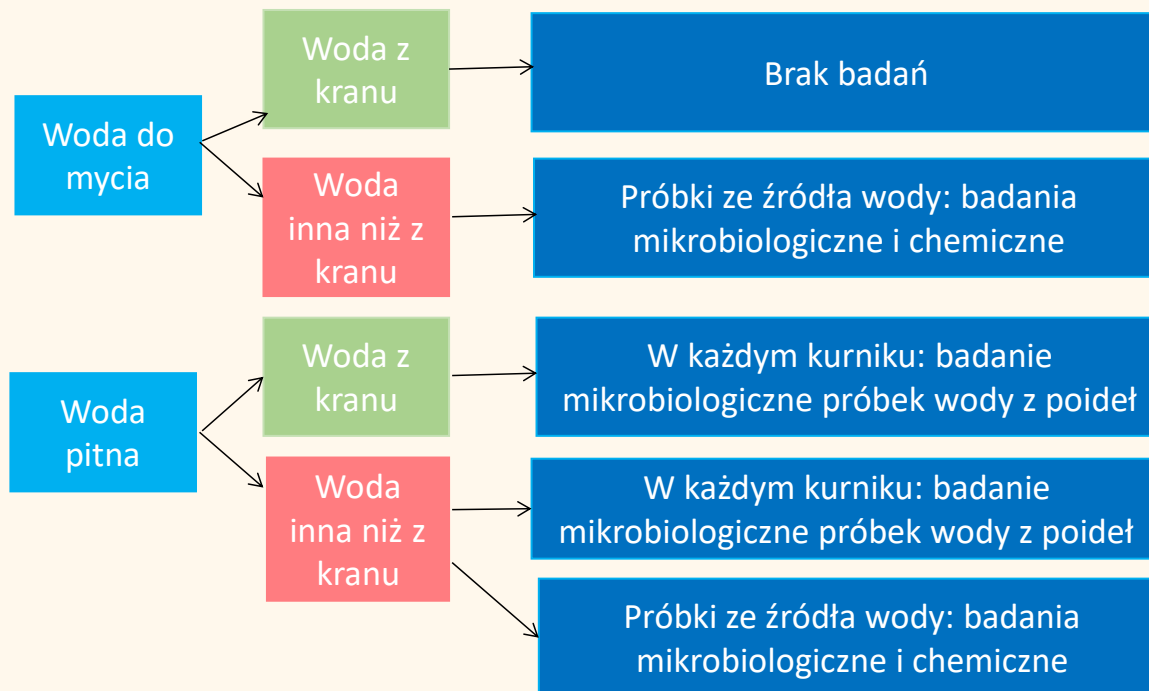 Woda do
mycia
Woda z
kranu
Brak badań
Woda
inna niż z
kranu
Próbki ze źródła wody: badania
mikrobiologiczne i chemiczne
Woda
pitna
Woda z
kranu
W każdym kurniku: badanie
mikrobiologiczne próbek wody z poideł
Woda
inna niż z
kranu
W każdym kurniku: badanie
mikrobiologiczne próbek wody z poideł
Próbki ze źródła wody: badania
mikrobiologiczne i chemiczne